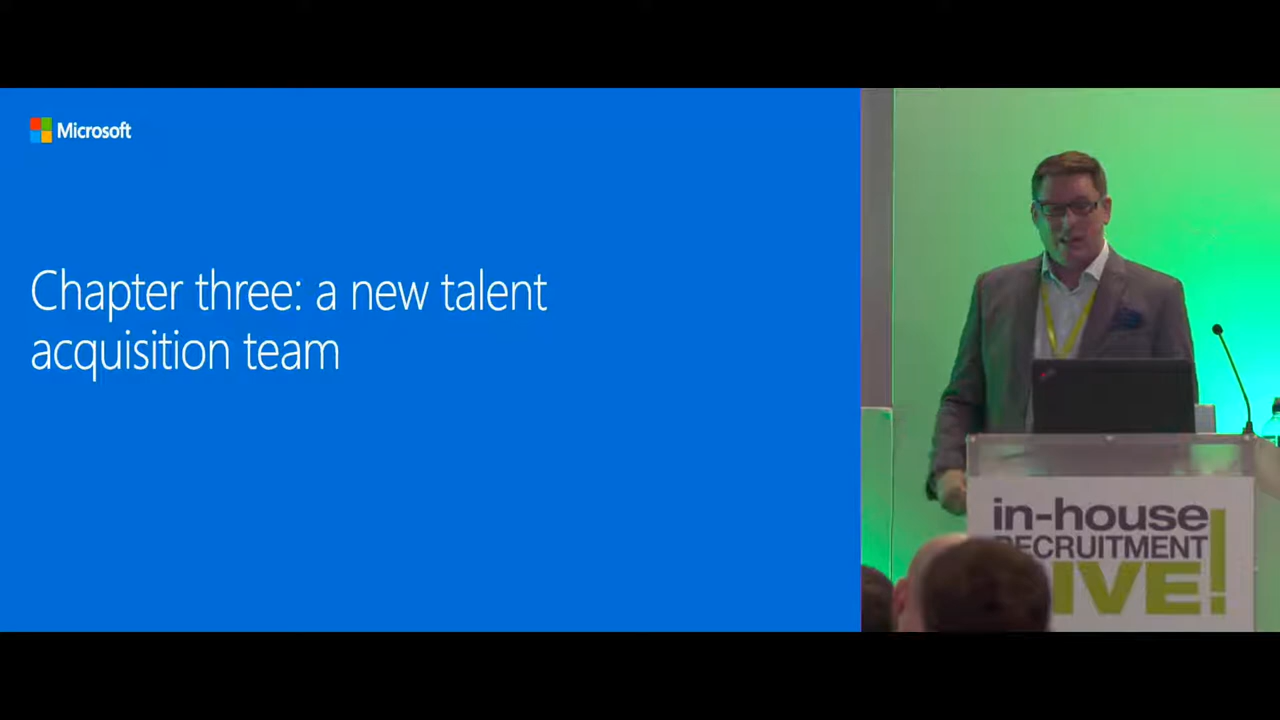 Microsoft
Chapter three: a new talent
acquisition team
in-house
RECRUITMENT
LIVE!